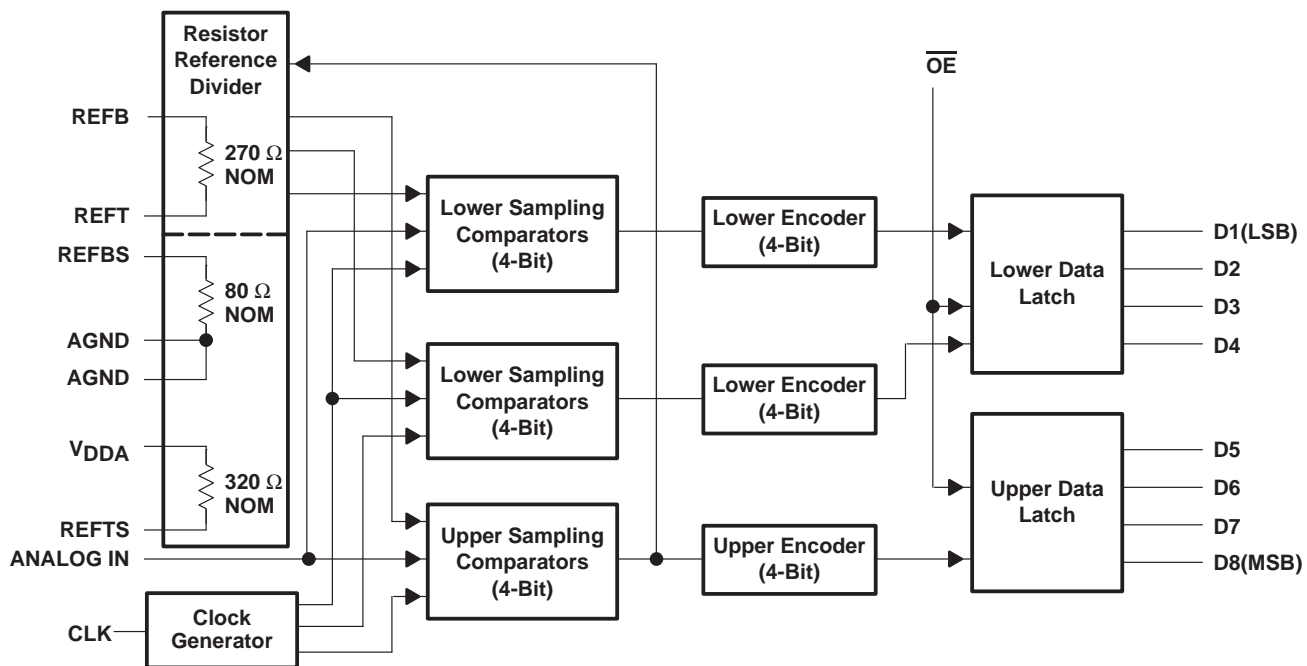 Resistor
Reference
Divider
OE
REFB
270 Ω
NOM
REFT
REFBS
80 Ω
NOM
AGND
AGND
VDDA
320 Ω
NOM
REFTS
ANALOG IN
CLK
Clock
Generator
Lower Sampling
Comparators
(4-Bit)
Lower Encoder
(4-Bit)
Lower Data
Latch
D1(LSB)
D2
D3
D4
Lower Sampling
Comparators
(4-Bit)
Lower Encoder
(4-Bit)
Upper Sampling
Comparators
(4-Bit)
Upper Encoder
(4-Bit)
Upper Data
Latch
D5
D6
D7
D8(MSB)